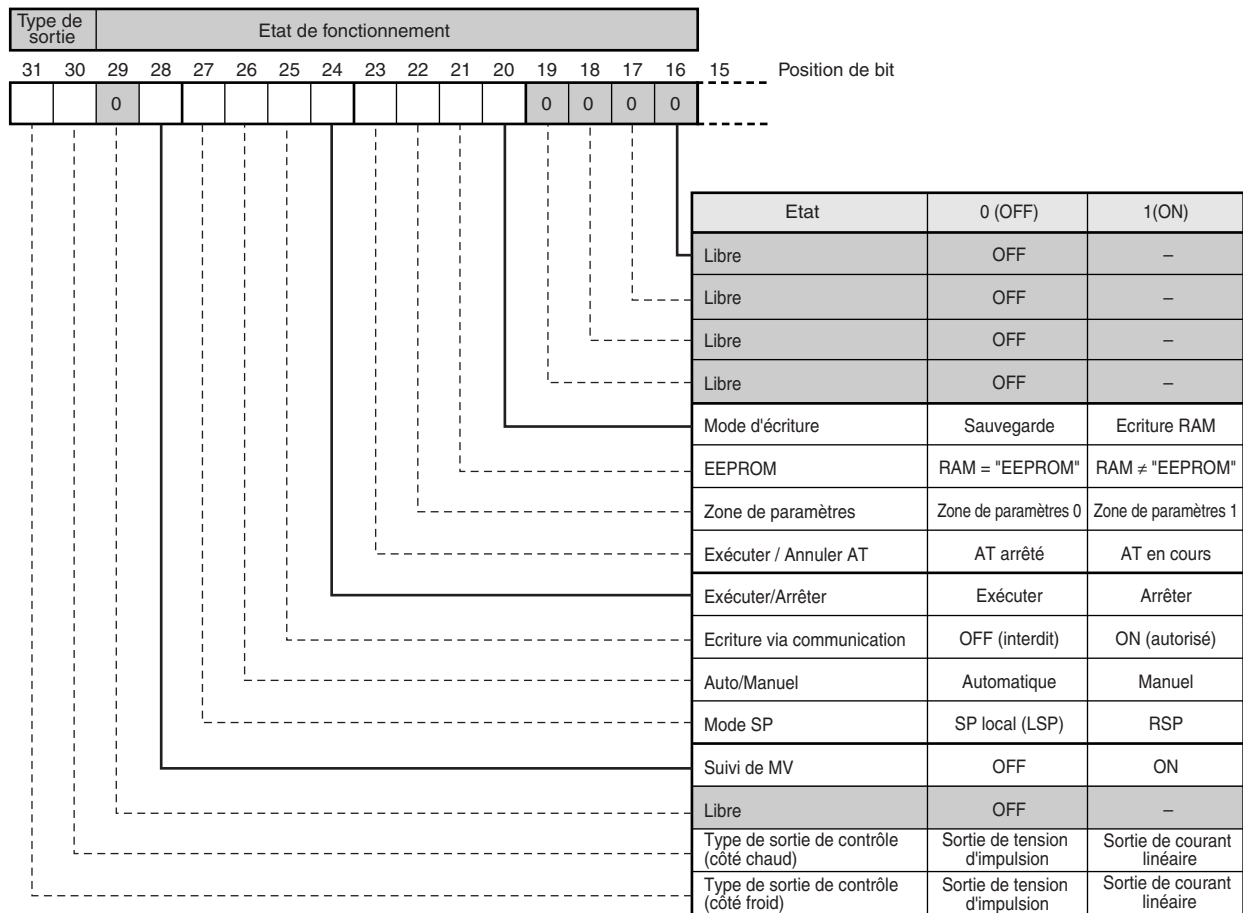 Type de
sortie
Etat de fonctionnement
31 30 29 28 27 26 25 24 23 22 21 20 19 18 17 16 15 Position de bit
0 0 0 0 0
Etat 0 (OFF) 1(ON)
Libre OFF –
Libre OFF –
Libre OFF –
Libre OFF –
Mode d'écriture Sauvegarde Ecriture RAM
EEPROM RAM = "EEPROM" RAM ≠ "EEPROM"
Zone de paramètres Zone de paramètres 0 Zone de paramètres 1
Exécuter / Annuler AT AT arrêté AT en cours
Exécuter/Arrêter Exécuter Arrêter
Ecriture via communication OFF (interdit) ON (autorisé)
Auto/Manuel Automatique Manuel
Mode SP SP local (LSP) RSP
Suivi de MV OFF ON
Libre OFF –
Type de sortie de contrôle Sortie de tension Sortie de courant
(côté chaud) d'impulsion linéaire
Type de sortie de contrôle Sortie de tension Sortie de courant
(côté froid) d'impulsion linéaire